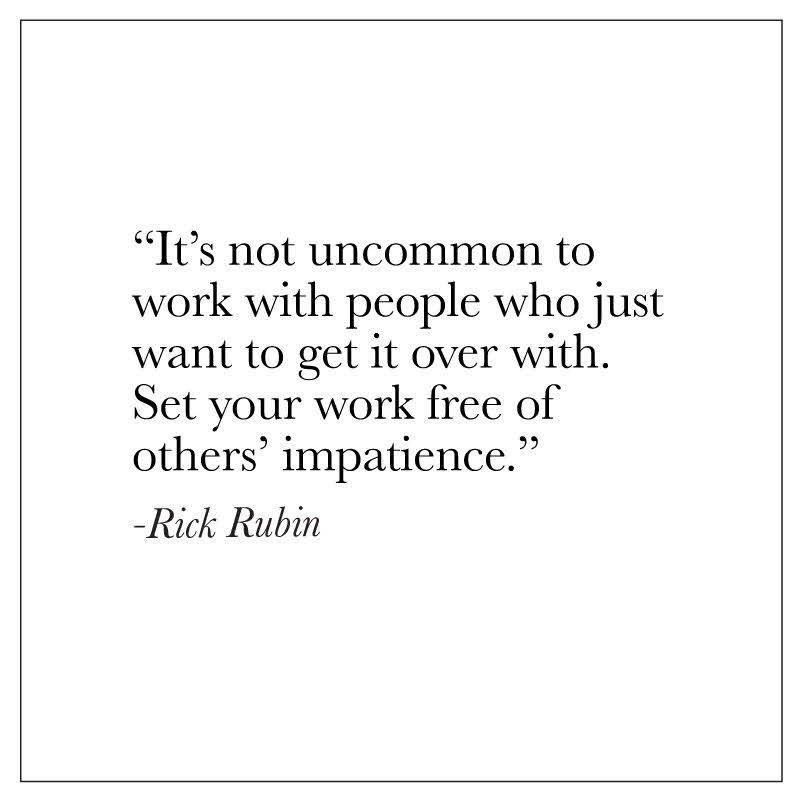 “It’s not uncommon to
work with people who just
want to get it over with.
Set your work free of
others’ impatience.”
-Rick Rubin